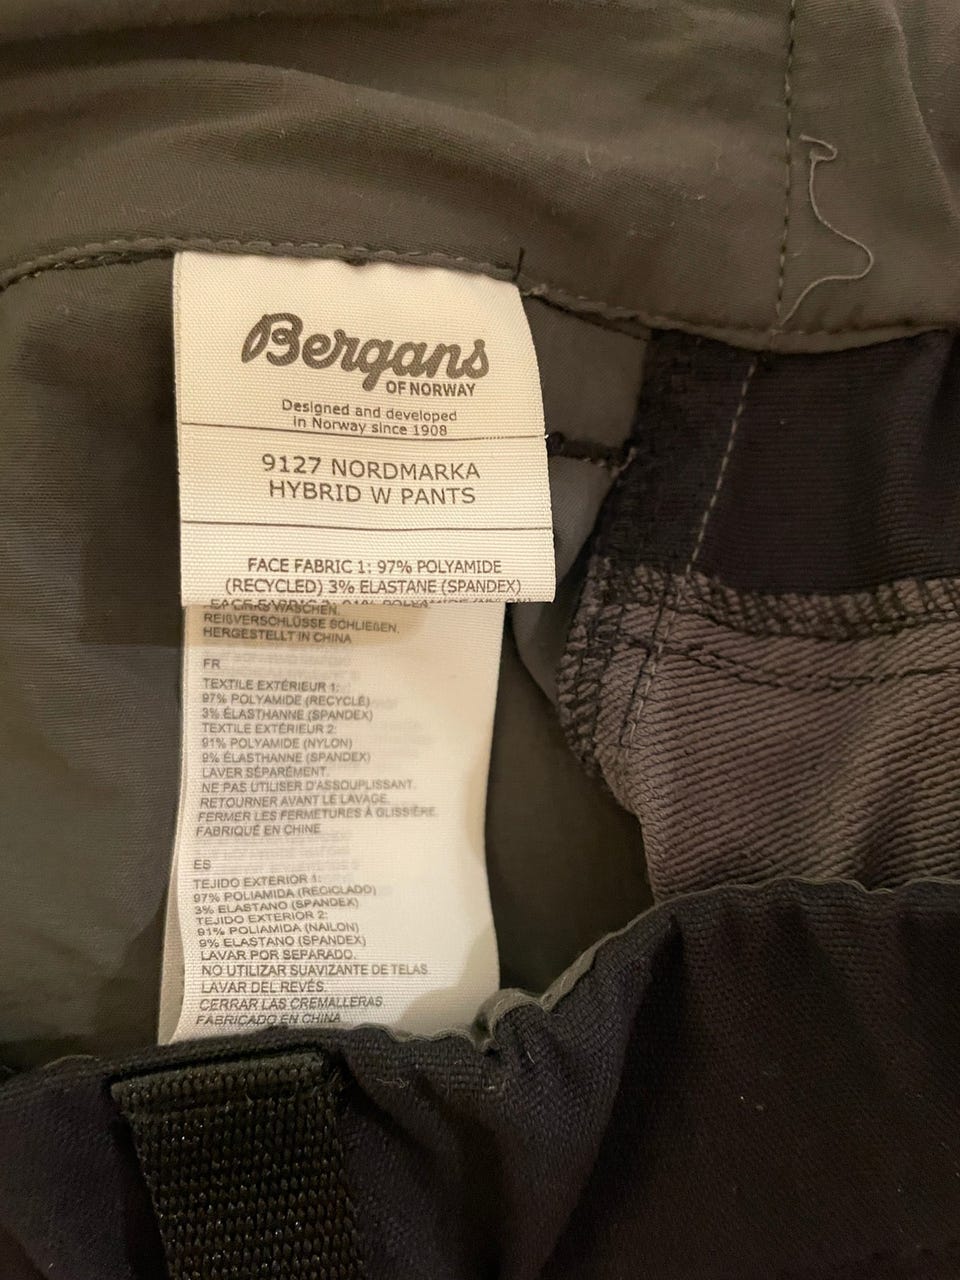 Bergans
OF NORWAY
Designed and developed
in Norway since 1908
9127 NORDMARKA
HYBRID W PANTS
FACE FABRIC 1: 97% POLYAMIDE
(RECYCLED) 3% ELASTANE (SPANDEX)
WASCHEN.
REIßVERSCHLÜSSE SCHLIEßEN.
HERGESTELLT IN CHINA
FR
TEXTILE EXTÉRIEUR 1:
97% POLYAMIDE (RECYCLÉ)
3% ÉLASTHANNE (SPANDEX)
TEXTILE EXTÉRIEUR 2:
91% POLYAMIDE (NYLON)
9% ÉLASTHANNE (SPANDEX)
LAVER SÉPARÉMENT.
NE PAS UTILISER D'ASSOUPLISSANT.
RETOURNER AVANT LE LAVAGE.
FERMER LES FERMETURES À GLISSIÈRE.
FABRIQUÉ EN CHINE
ES
TEJIDO EXTERIOR 1:
97% POLIAMIDA (RECICLADO)
3% ELASTANO (SPANDEX)
TEJIDO EXTERIOR 2:
91% POLIAMIDA (NAILON)
9% ELASTANO (SPANDEX)
LAVAR POR SEPARADO.
NO UTILIZAR SUAVIZANTE DE TELAS.
LAVAR DEL REVÉS.
CERRAR LAS CREMALLERAS
FABRICADO EN CHINA